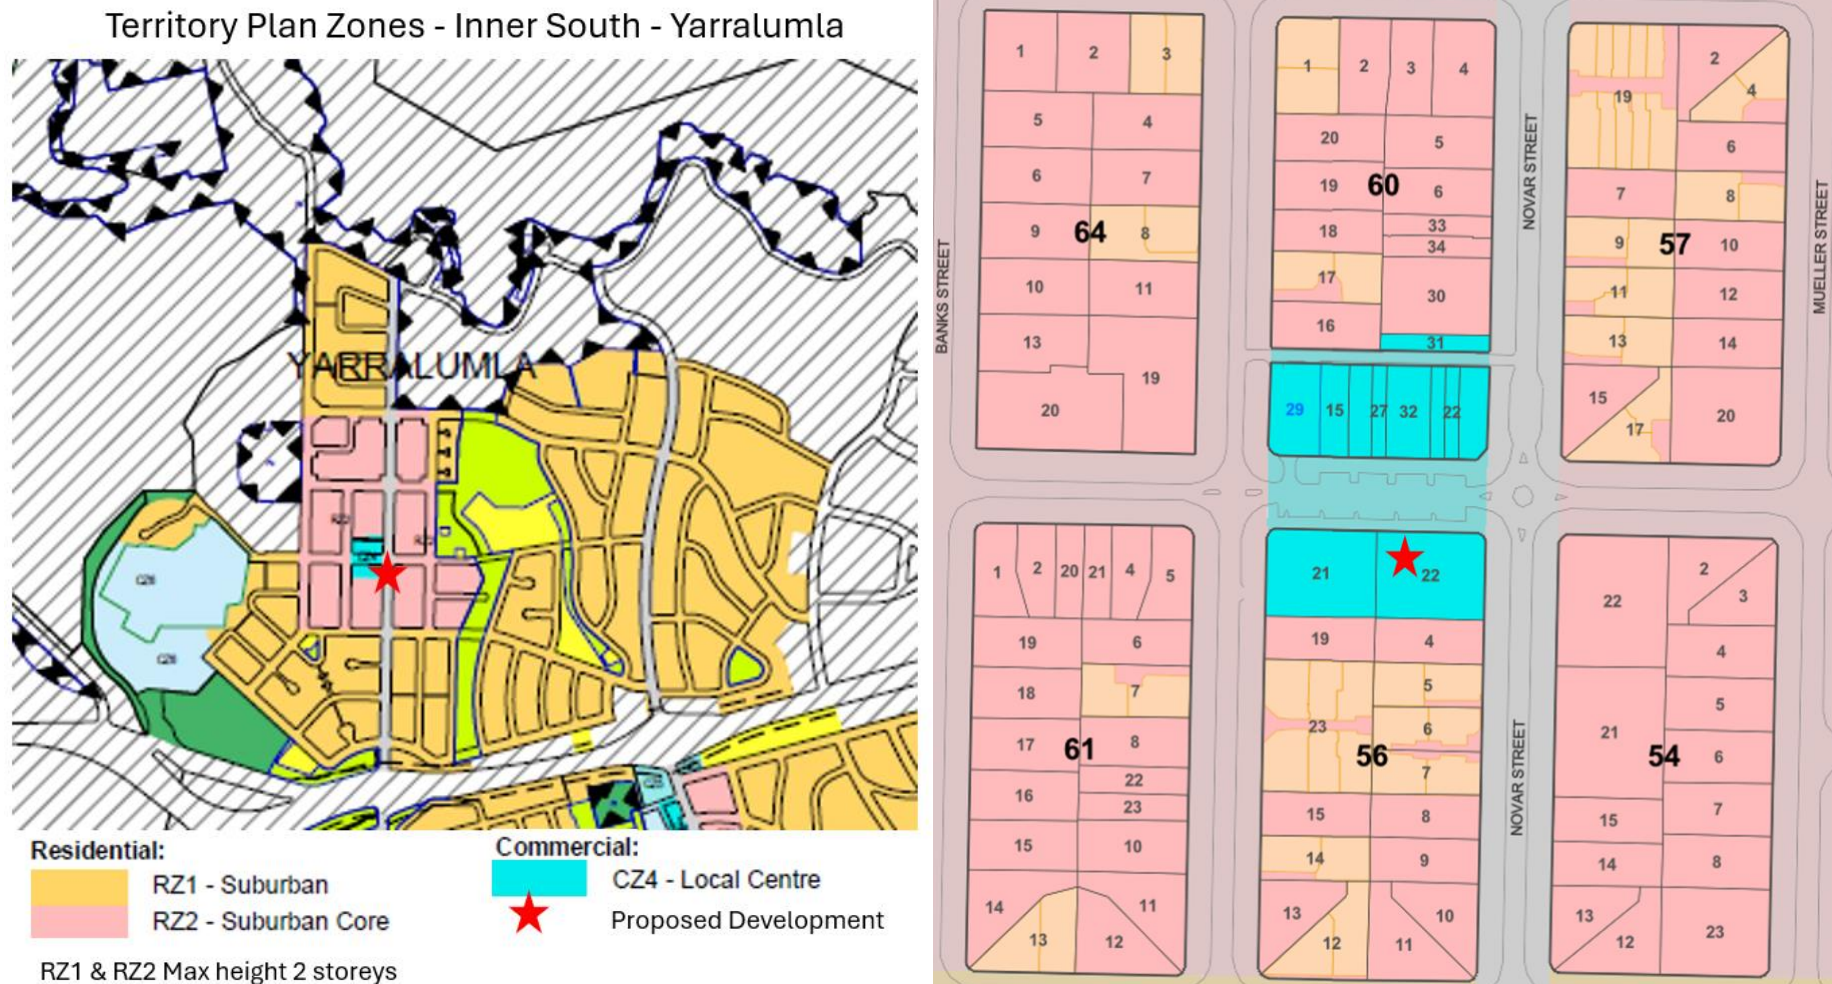 Territory Plan Zones - Inner South - Yarralumla
YARRALUMLA
RZ2
RZ2
CZ4
CZ6
CZ6
Residential:
RZ1 - Suburban
RZ2 - Suburban Core
Commercial:
CZ4 - Local Centre
Proposed Development
RZ1 & RZ2 Max height 2 storeys
BANKS STREET
NOVAR STREET
MUELLER STREET
NOVAR STREET
1 2 3
5 4
6 7
9 64 8
10 11
13 19
20
1 2 3 4
20 5
19 60 6
18 33
34
17 30
16 31
29 15 27 32 22
2
19 4
6
7 8
9 57 10
11 12
13 14
15 17 20
1 2 20 21 4 5
19 6
18 7
17 61 8
22
16 23
15 10
14 13 12 11
21 22
19 4
5
23 6
56 7
15 8
14 9
13 12 11 10
22 2 3
4
5
21 54 6
15 7
14 8
13 12 23